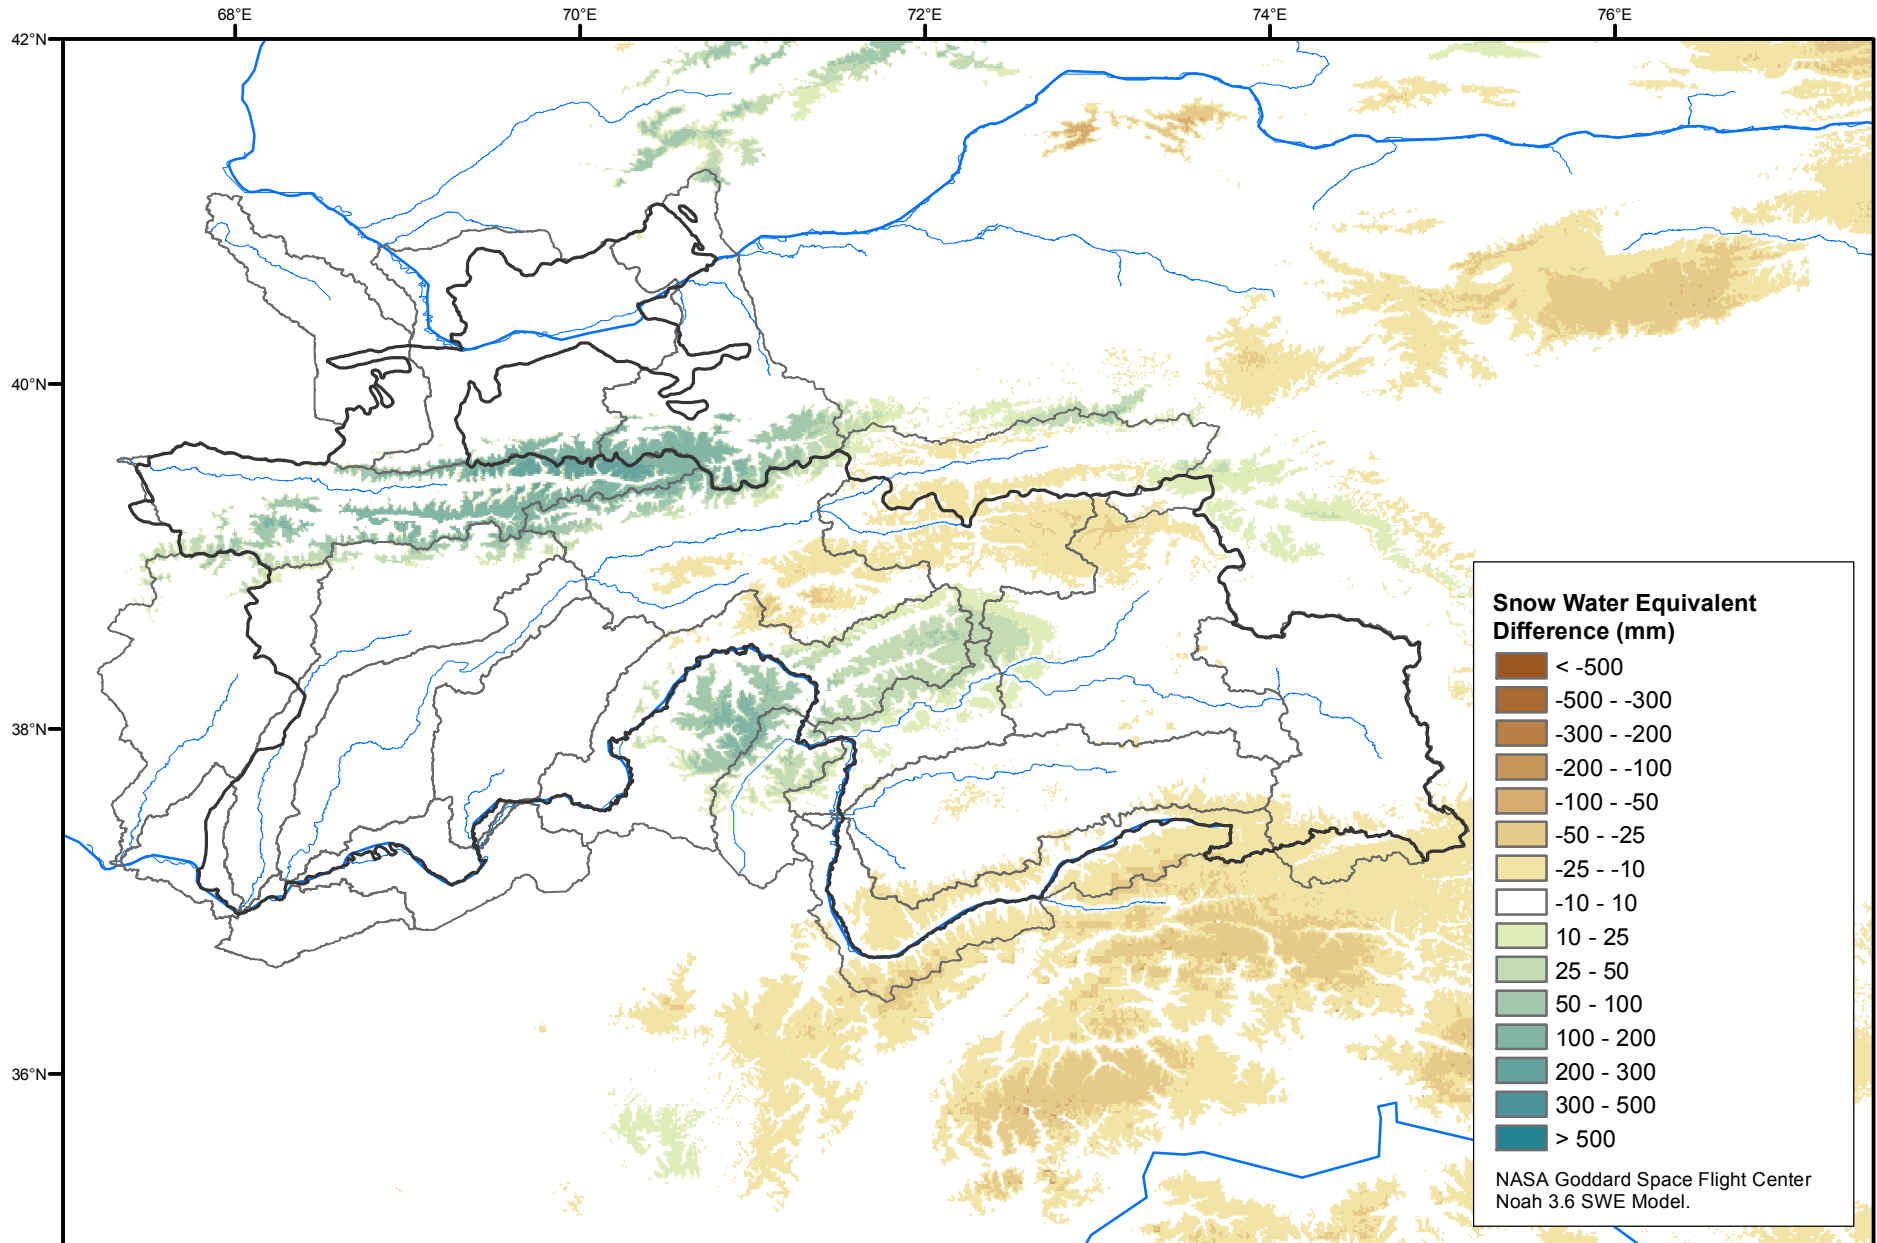 68°E 70°E 72°E 74°E 76°E
42°N
40°N
38°N
36°N
Snow Water Equivalent
Difference (mm)
< -500
-500 - -300
-300 - -200
-200 - -100
-100 - -50
-50 - -25
-25 - -10
-10 - 10
10 - 25
25 - 50
50 - 100
100 - 200
200 - 300
300 - 500
> 500
NASA Goddard Space Flight Center
Noah 3.6 SWE Model.